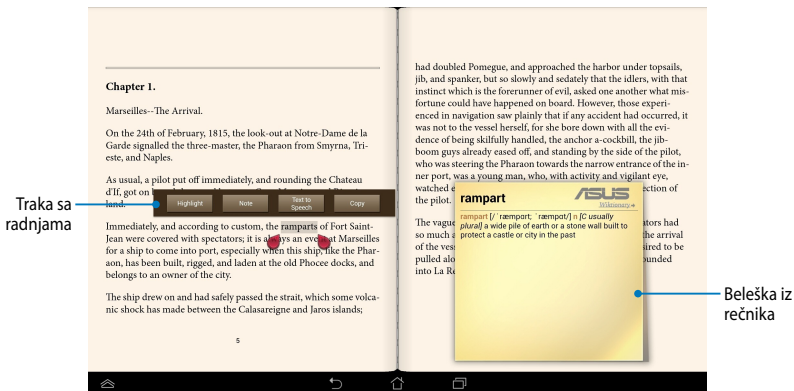 Chapter 1.
Marseilles--The Arrival.
On the 24th of February, 1815, the look-out at Notre-Dame de la
Garde signalled the three-master, the Pharaon from Smyrna, Tri-
este, and Naples.
As usual, a pilot put off immediately, and rounding the Chateau
d'If, got on
land.
Highlight
Note
Text to
Speech
Copy
Immediately, and according to custom, the ramparts of Fort Saint-
Jean were covered with spectators; it is always an event at Marseilles
for a ship to come into port, especially when this ship, like the Phar-
aon, has been built, rigged, and laden at the old Phocee docks, and
belongs to an owner of the city.
The ship drew on and had safely passed the strait, which some volca-
nic shock has made between the Calasareigne and Jaros islands;
5
had doubled Pomegue, and approached the harbor under topsails,
jib, and spanker, but so slowly and sedately that the idlers, with that
instinct which is the forerunner of evil, asked one another what mis-
fortune could have happened on board. However, those experi-
enced in navigation saw plainly that if any accident had occurred, it
was not to the vessel herself, for she bore down with all the evi-
dence of being skilfully handled, the anchor a-cockbill, the jib-
boom guys already eased off, and standing by the side of the pilot,
who was steering the Pharaon towards the narrow entrance of the in-
ner port, was a young man, who, with activity and vigilant eye,
watched
the pilot.
The vague
so much a
of the vess
pulled alo
into La Re
ection of
ators had
the arrival
sired to be
ounded
rampart
ASUS
Wiktionary
rampart [/ˈræmpɑrt; ˈræmpɑt/] n [C usually
plural] a wide pile of earth or a stone wall built to
protect a castle or city in the past
Traka sa
radnjama
Beleška iz
rečnika